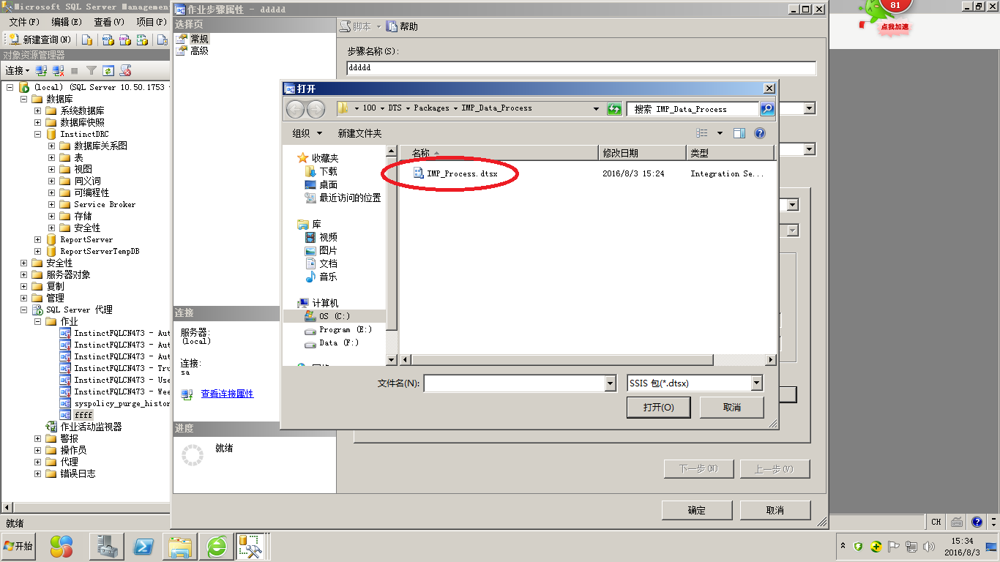 Microsoft SQL Server Management
文件(F) 编辑(E) 查看(V) 项目(P)
新建查询(N)
对象资源管理器
连接
(local) (SQL Server 10.50.1753 -
数据库
系统数据库
数据库快照
InstinctDRC
数据库关系图
表
视图
同义词
可编程性
Service Broker
存储
安全性
ReportServer
ReportServerTempDB
安全性
服务器对象
复制
管理
SQL Server 代理
作业
InstinctFQLCN473 - Aut
InstinctFQLCN473 - Aut
InstinctFQLCN473 - Aut
InstinctFQLCN473 - Tru
InstinctFQLCN473 - Use
InstinctFQLCN473 - Wee
syspolicy_purge_histor
ffff
作业活动监视器
警报
操作员
代理
错误日志
就绪
作业步骤属性 - ddddd
选择页
常规
高级
脚本 帮助
步骤名称(S):
ddddd
连接
服务器:
(local)
连接:
sa
查看连接属性
进度
就绪
打开
100 DTS Packages IMP_Data_Process
搜索 IMP_Data_Process
组织 新建文件夹
收藏夹
下载
桌面
最近访问的位置
库
视频
图片
文档
音乐
计算机
OS (C:)
Program (E:)
Data (F:)
名称 修改日期 类型
IMP_Process.dtsx 2016/8/3 15:24 Integration Se...
文件名(N):
SSIS 包(*.dtsx)
打开(O) 取消
下一步(N) 上一步(V)
确定 取消
81
点我加速
CH
开始
15:34
2016/8/3